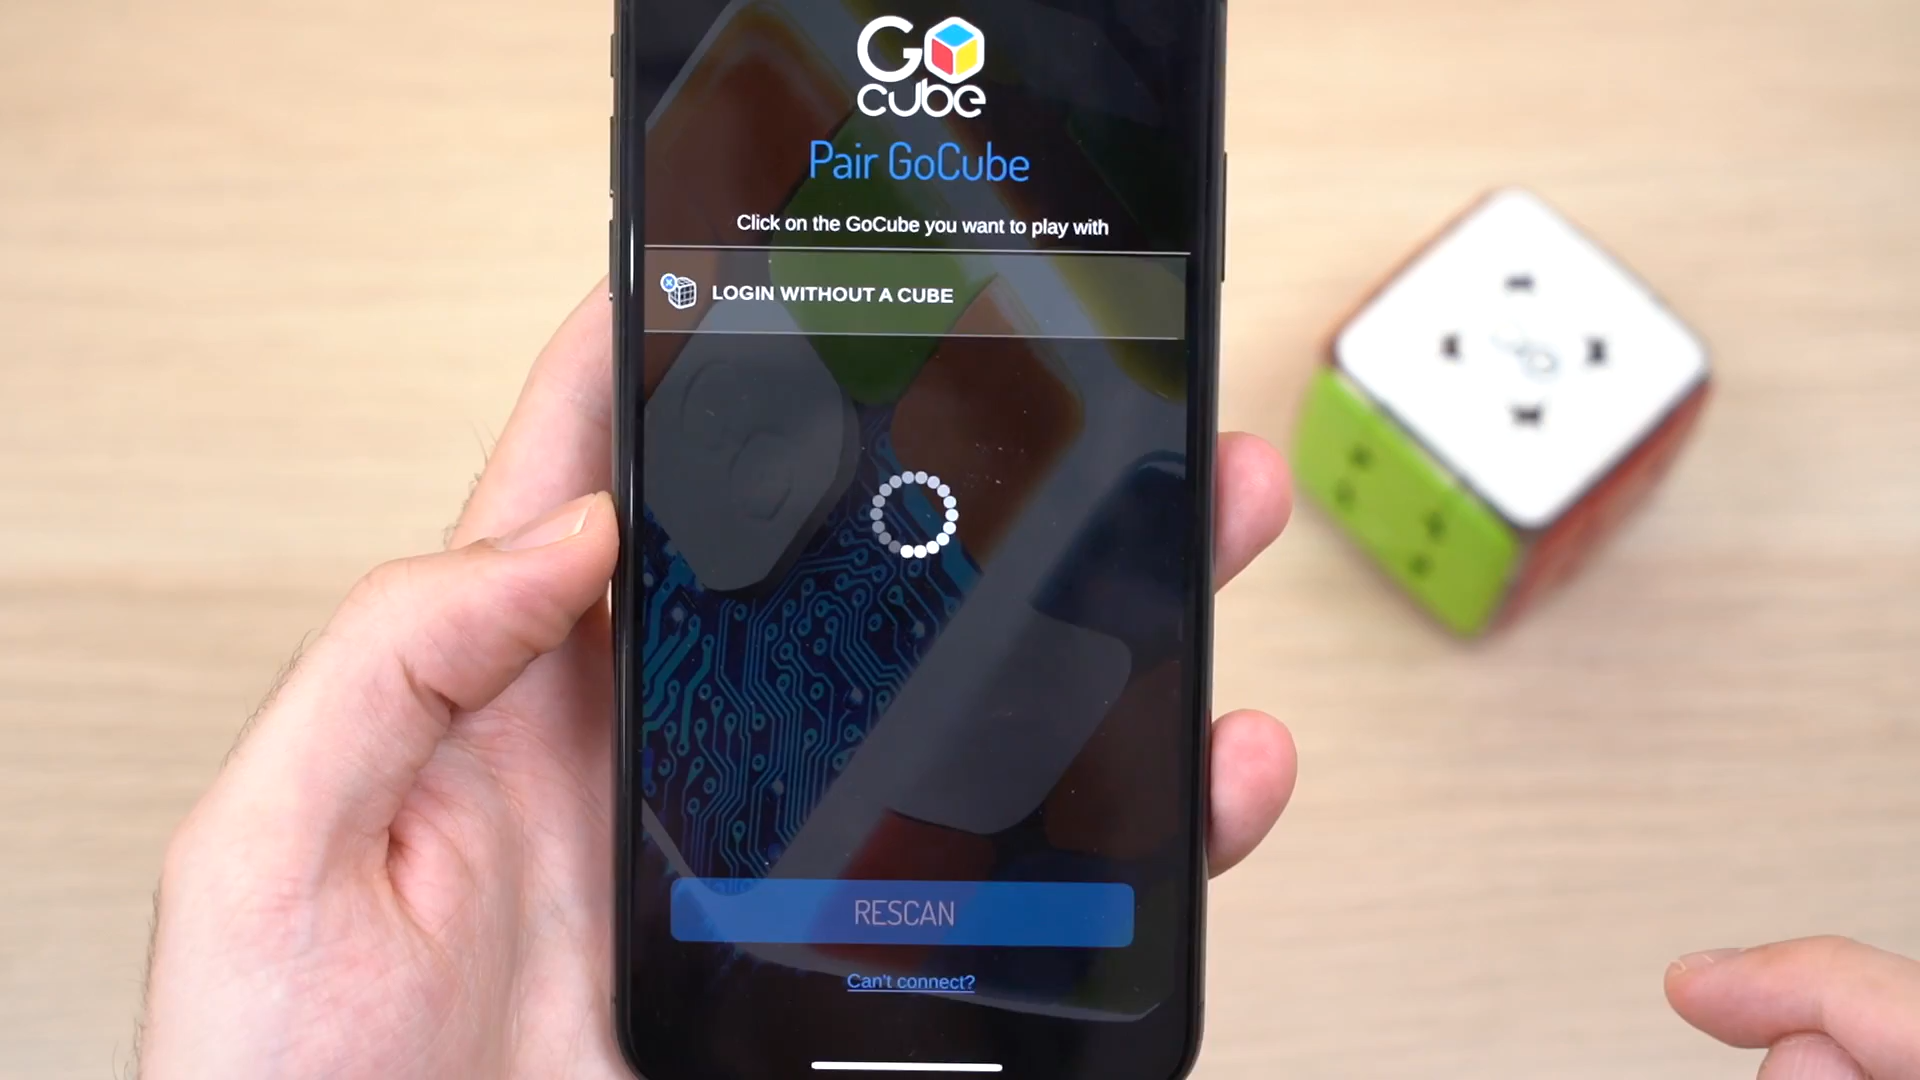 GO
cube
Pair GoCube
Click on the GoCube you want to play with
LOGIN WITHOUT A CUBE
RESCAN
Can't connect?